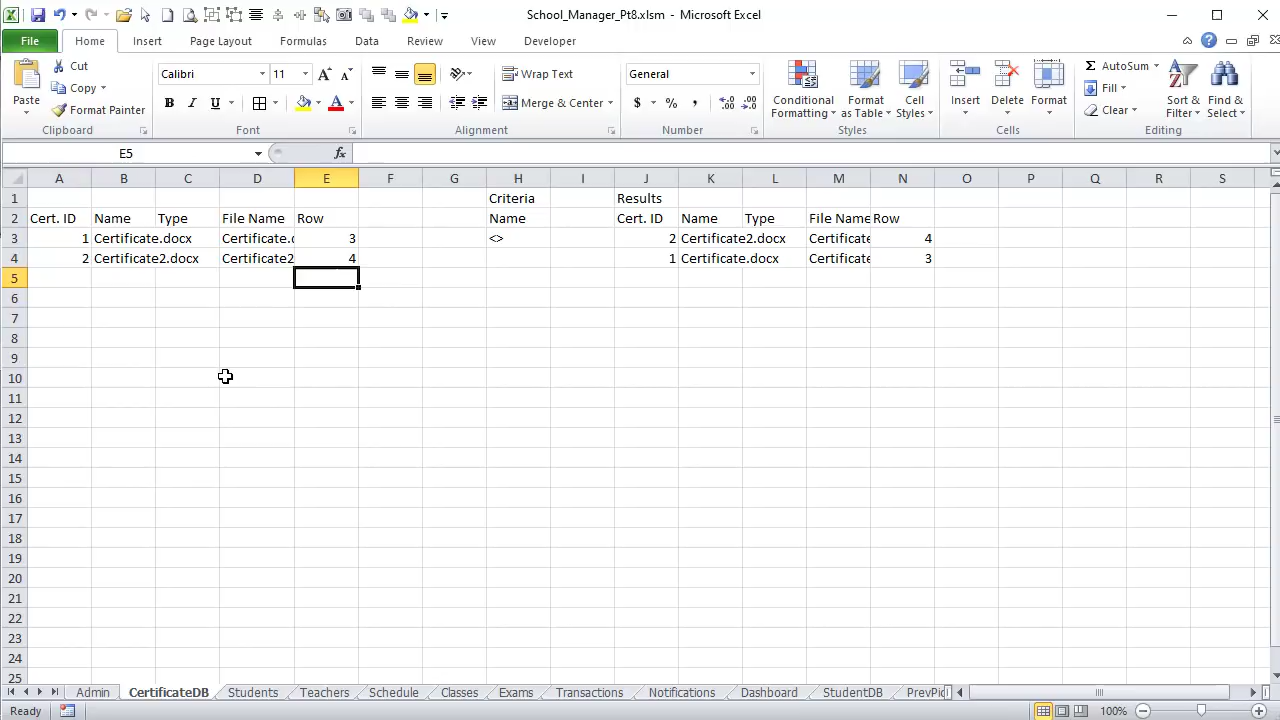 School_Manager_Pt8.xlsm - Microsoft Excel
File Home Insert Page Layout Formulas Data Review View Developer
Paste Cut Copy Format Painter
Calibri 11
B I U A
Wrap Text
Merge & Center
General
$ % ,
Conditional Formatting
Format as Table
Cell Styles
Insert Delete Format
Σ AutoSum
Fill
Clear
Sort & Filter
Find & Select
Clipboard Font Alignment Number Styles Cells Editing
E5 fx
A B C D E F G H I J K L M N O P Q R S
1 Criteria Results
2 Cert. ID Name Type File Name Row Name Cert. ID Name Type File Name Row
3 1 Certificate.docx Certificate.c 3 <> 2 Certificate2.docx Certificate 4
4 2 Certificate2.docx Certificate2 4 1 Certificate.docx Certificate 3
5
6
7
8
9
10
11
12
13
14
15
16
17
18
19
20
21
22
23
24
25
Admin CertificateDB Students Teachers Schedule Classes Exams Transactions Notifications Dashboard StudentDB PrevPic
Ready 100%